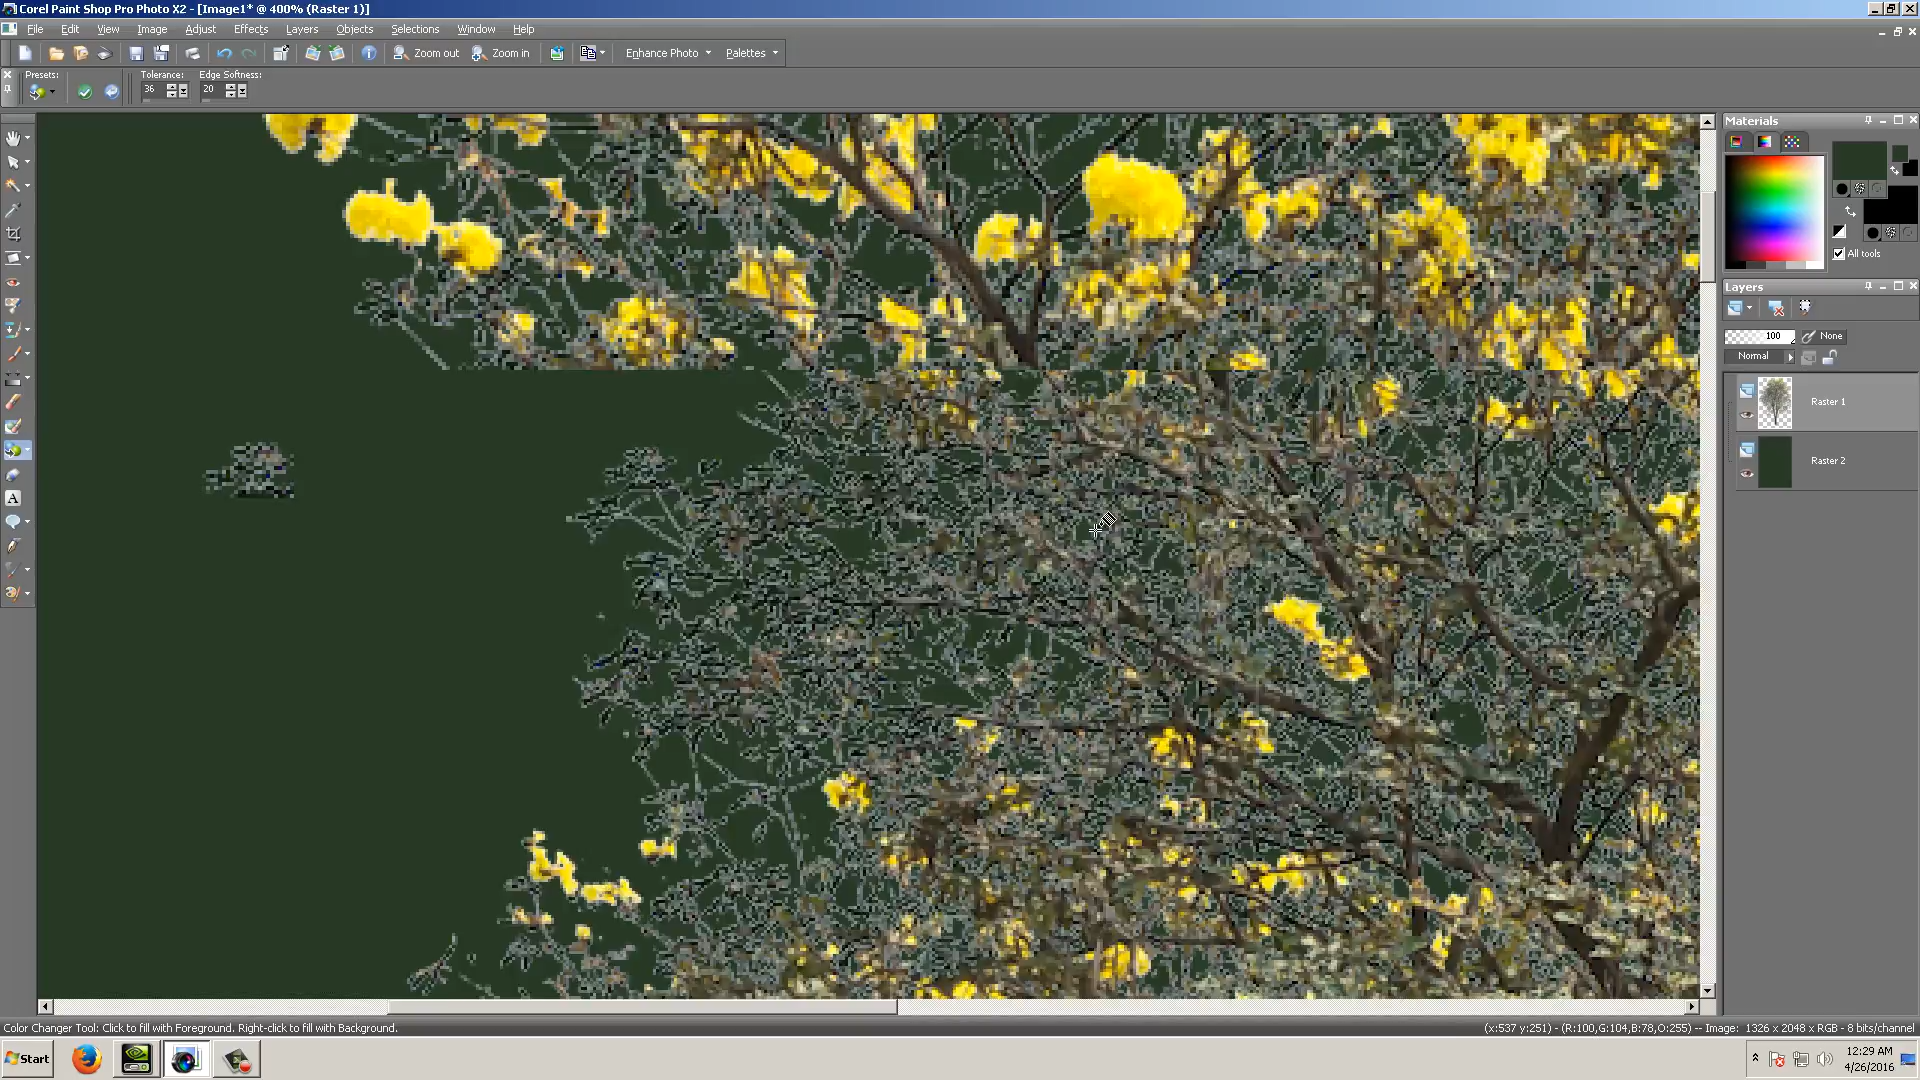 Corel Paint Shop Pro Photo X2 - [Image1* @ 400% (Raster 1)]
File Edit View Image Adjust Effects Layers Objects Selections Window Help
Zoom out Zoom in Enhance Photo Palettes
Presets: Tolerance: Edge Softness:
36 20
Materials
All tools
Layers
100 None
Normal
Raster 1
Raster 2
A
Color Changer Tool: Click to fill with Foreground. Right-click to fill with Background.
(x:537 y:251) - (R:100,G:104,B:78,O:255) -- Image: 1326 x 2048 x RGB - 8 bits/channel
Start
12:29 AM
4/26/2016